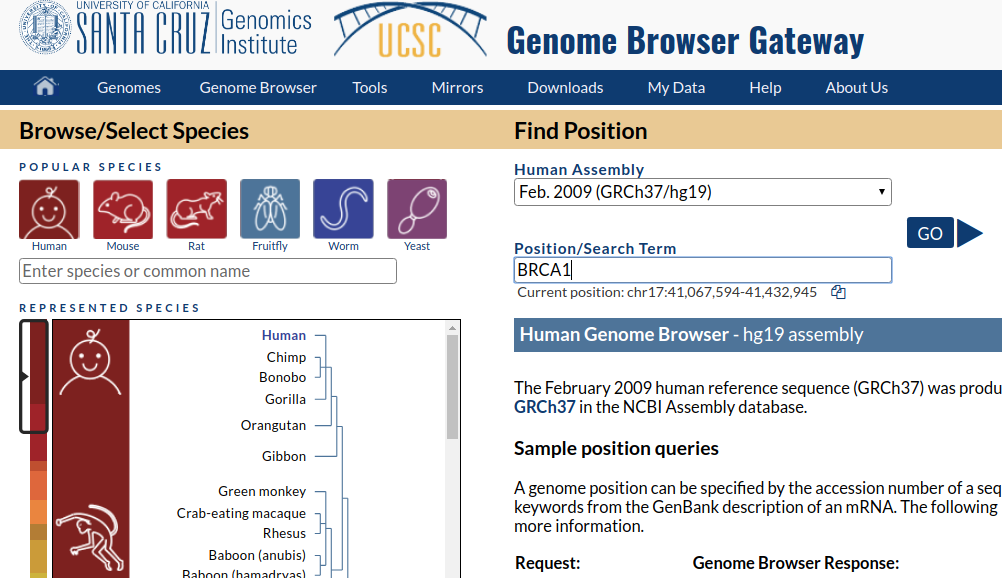 UNIVERSITY OF CALIFORNIA
SANTA CRUZ
Genomics
Institute
UCSC
Genome Browser Gateway
Genomes Genome Browser Tools Mirrors Downloads My Data Help About Us
Browse/Select Species
POPULAR SPECIES
Human Mouse Rat Fruitfly Worm Yeast
Enter species or common name
REPRESENTED SPECIES
Human
Chimp
Bonobo
Gorilla
Orangutan
Gibbon
Green monkey
Crab-eating macaque
Rhesus
Baboon (anubis)
Baboon (hamadryas)
Find Position
Human Assembly
Feb. 2009 (GRCh37/hg19)
GO
Position/Search Term
BRCA1
Current position: chr17:41,067,594-41,432,945
Human Genome Browser - hg19 assembly
The February 2009 human reference sequence (GRCh37) was produ
GRCh37 in the NCBI Assembly database.
Sample position queries
A genome position can be specified by the accession number of a seq
keywords from the GenBank description of an mRNA. The following
more information.
Request: Genome Browser Response: